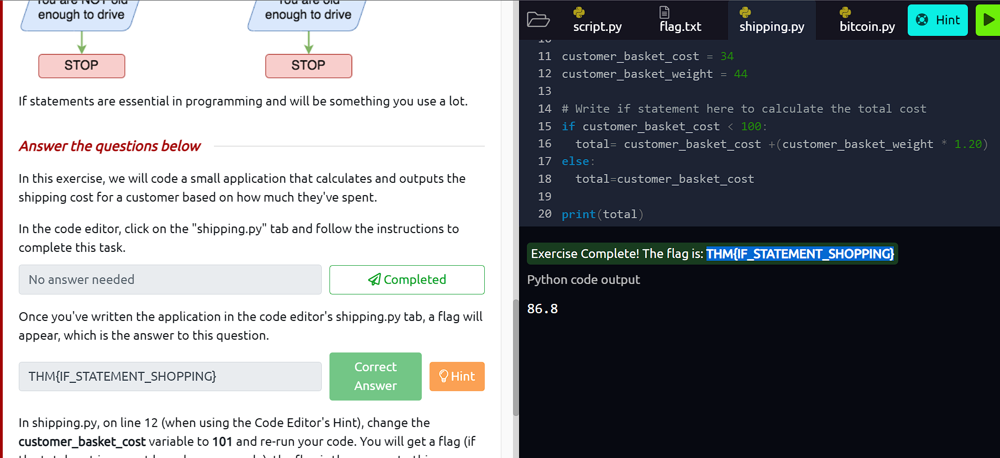 You are NOT old
enough to drive
You are old
enough to drive
STOP
STOP
If statements are essential in programming and will be something you use a lot.
Answer the questions below
In this exercise, we will code a small application that calculates and outputs the
shipping cost for a customer based on how much they've spent.
In the code editor, click on the "shipping.py" tab and follow the instructions to
complete this task.
No answer needed
Completed
Once you've written the application in the code editor's shipping.py tab, a flag will
appear, which is the answer to this question.
THM{IF_STATEMENT_SHOPPING}
Correct
Answer
Hint
In shipping.py, on line 12 (when using the Code Editor's Hint), change the
customer_basket_cost variable to 101 and re-run your code. You will get a flag (if
script.py
flag.txt
shipping.py
bitcoin.py
Hint
10
11 customer_basket_cost = 34
12 customer_basket_weight = 44
13
14 # Write if statement here to calculate the total cost
15 if customer_basket_cost < 100:
16 total= customer_basket_cost +(customer_basket_weight * 1.20)
17 else:
18 total=customer_basket_cost
19
20 print(total)
Exercise Complete! The flag is: THM{IF_STATEMENT_SHOPPING}
Python code output
86.8